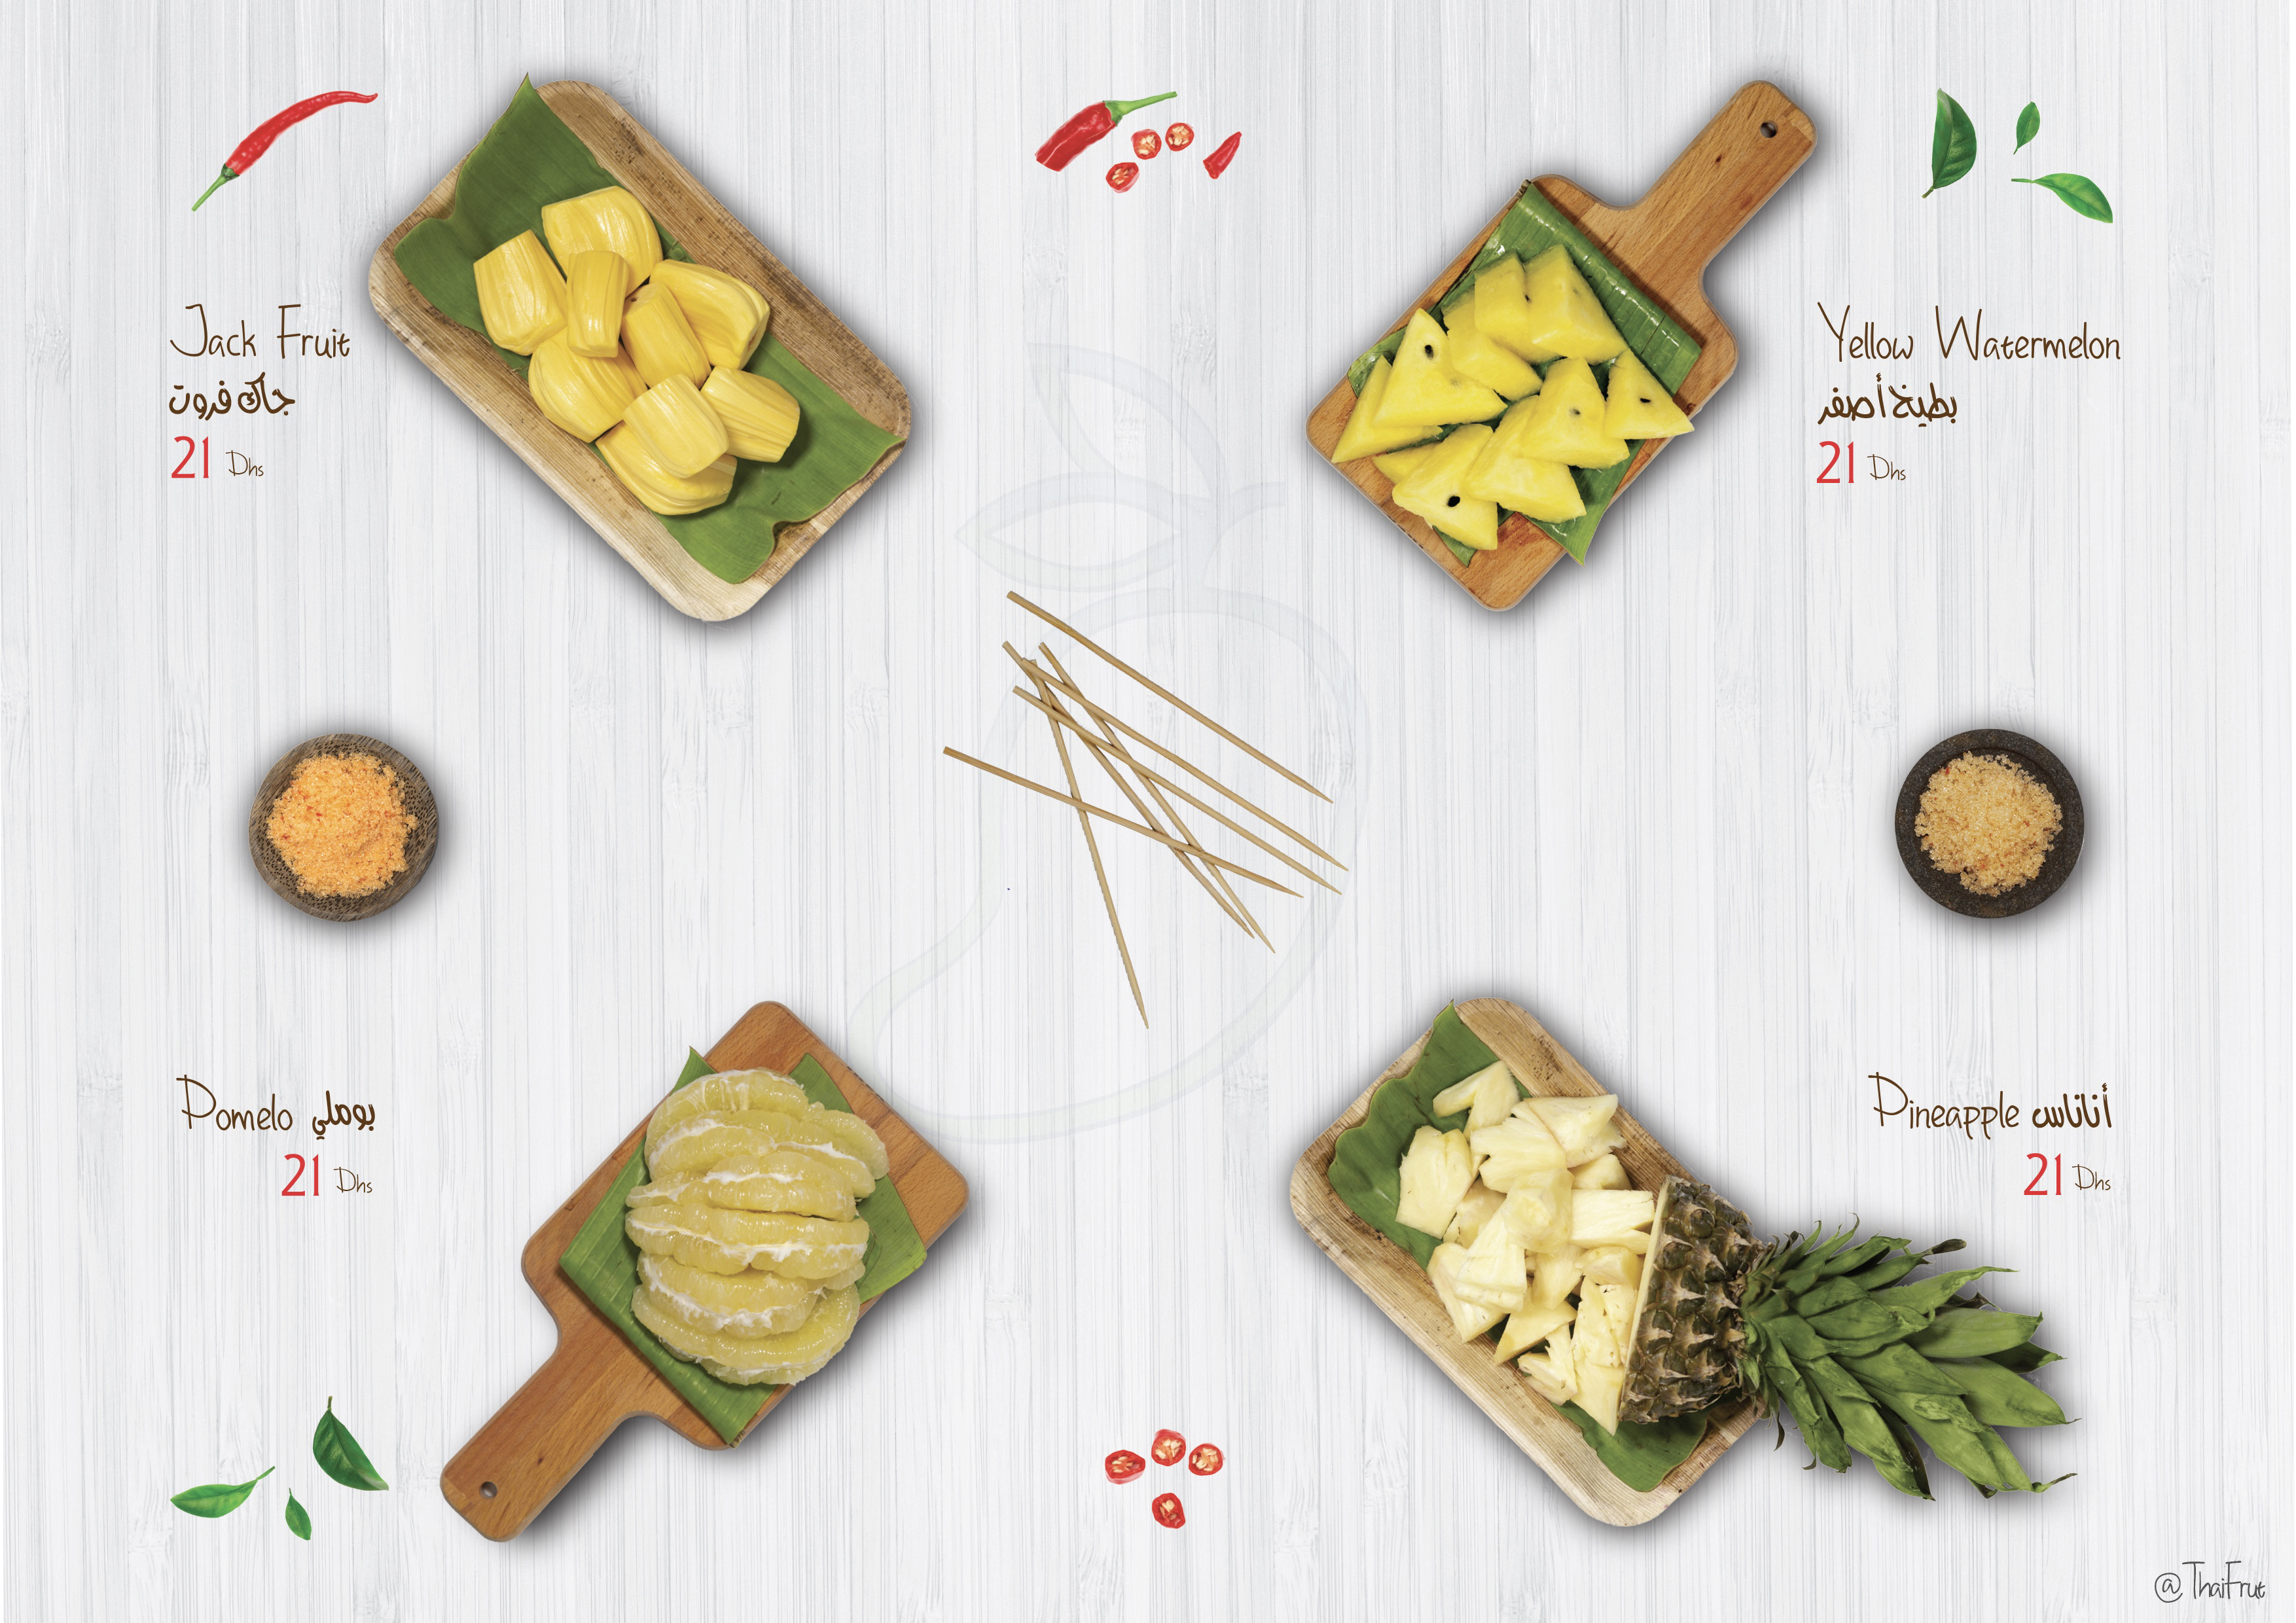 Jack Fruit
جاك فروت
21 Dhs
Yellow Watermelon
بطيخ أصفر
21 Dhs
Pomelo بوملي
21 Dhs
Pineapple أناناس
21 Dhs
@ThaiFrut